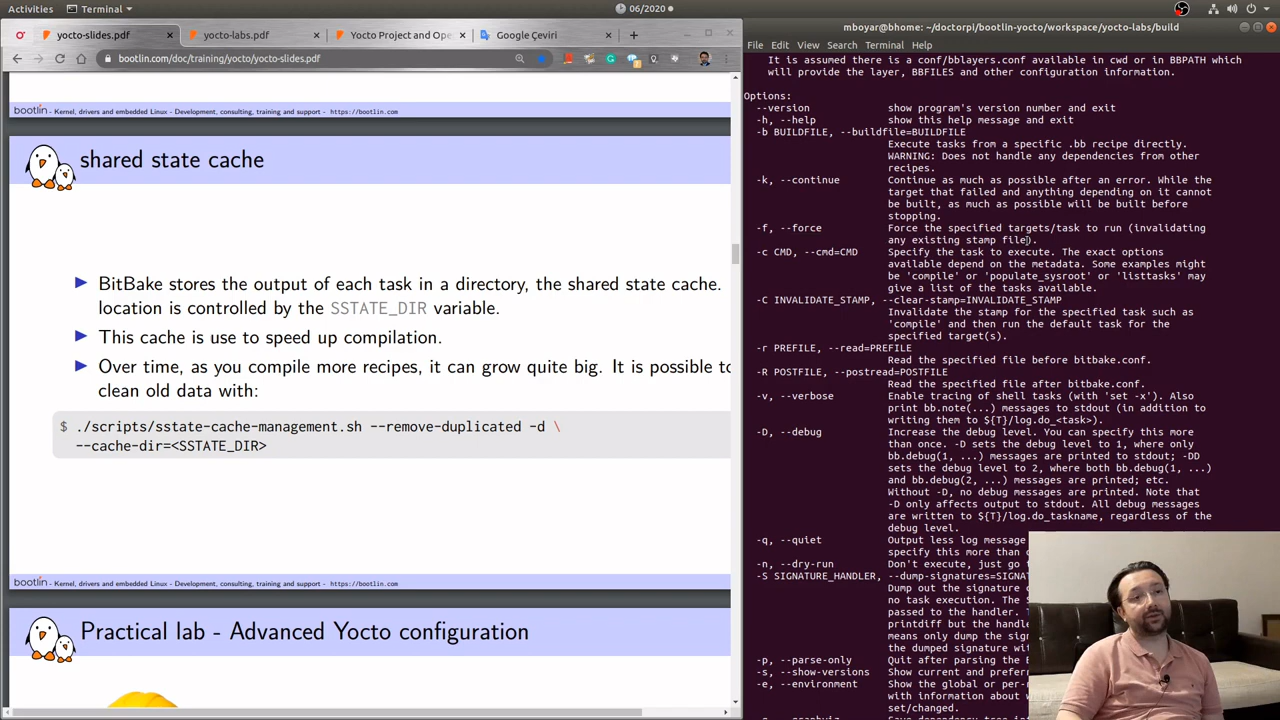 Activities
Terminal
06/2020
yocto-slides.pdf
yocto-labs.pdf
Yocto Project and Ope
Google Çeviri
bootlin.com/doc/training/yocto/yocto-slides.pdf
bootlin - Kernel, drivers and embedded Linux - Development, consulting, training and support - https://bootlin.com
shared state cache
BitBake stores the output of each task in a directory, the shared state cache.
location is controlled by the SSTATE_DIR variable.
This cache is use to speed up compilation.
Over time, as you compile more recipes, it can grow quite big. It is possible to
clean old data with:
$ ./scripts/sstate-cache-management.sh --remove-duplicated -d \
--cache-dir=<SSTATE_DIR>
bootlin - Kernel, drivers and embedded Linux - Development, consulting, training and support - https://bootlin.com
Practical lab - Advanced Yocto configuration
mboyar@bhome: ~/doctorpi/bootlin-yocto/workspace/yocto-labs/build
File Edit View Search Terminal Help
It is assumed there is a conf/bblayers.conf available in cwd or in BBPATH which
will provide the layer, BBFILES and other configuration information.
Options:
--version show program's version number and exit
-h, --help show this help message and exit
-b BUILDFILE, --buildfile=BUILDFILE
Execute tasks from a specific .bb recipe directly.
WARNING: Does not handle any dependencies from other
recipes.
-k, --continue Continue as much as possible after an error. While the
target that failed and anything depending on it cannot
be built, as much as possible will be built before
stopping.
-f, --force Force the specified targets/task to run (invalidating
any existing stamp file).
-c CMD, --cmd=CMD Specify the task to execute. The exact options
available depend on the metadata. Some examples might
be 'compile' or 'populate_sysroot' or 'listtasks' may
give a list of the tasks available.
-C INVALIDATE_STAMP, --clear-stamp=INVALIDATE_STAMP
Invalidate the stamp for the specified task such as
'compile' and then run the default task for the
specified target(s).
-r PREFIX, --read=PREFILE
Read the specified file before bitbake.conf.
-R POSTFILE, --postread=POSTFILE
Read the specified file after bitbake.conf.
-v, --verbose Enable tracing of shell tasks (with 'set -x'). Also
print bb.note(...) messages to stdout (in addition to
writing them to ${T}/log.do_<task>).
-D, --debug Increase the debug level. You can specify this more
than once. -D sets the debug level to 1, where only
bb.debug(1, ...) messages are printed to stdout; -DD
sets the debug level to 2, where both bb.debug(1, ...)
and bb.debug(2, ...) messages are printed; etc.
Without -D, no debug messages are printed. Note that
-D only affects output to stdout. All debug messages
are written to ${T}/log.do_taskname, regardless of the
debug level.
-q, --quiet Output less log message
specify this more than
-n, --dry-run Don't execute, just go
-S SIGNATURE_HANDLER, --dump-signatures=SIGNAT
Dump out the signature
no task execution. The S
passed to the handler. T
printdiff but the handle
means only dump the sign
the dumped signature wit
-p, --parse-only Quit after parsing the B
-s, --show-versions Show current and prefer
-e, --environment Show the global or per-r
with information about
set/changed.